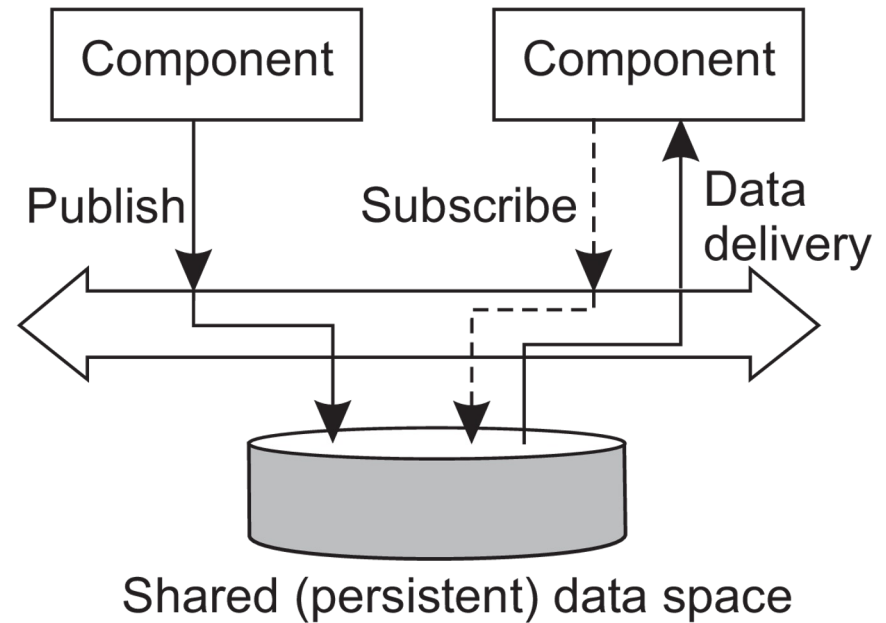 Component
Component
Publish
Subscribe
Data
delivery
Shared (persistent) data space